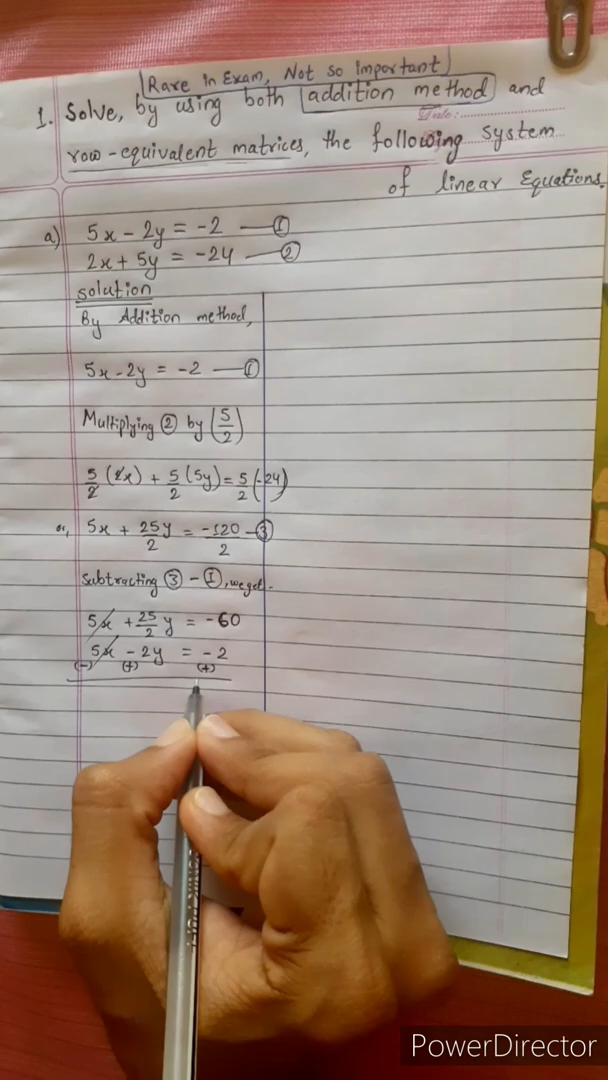 Rare in Exam, Not so important
1. Solve, by using both addition method and
Date:
row-equivalent matrices, the following system
of linear Equations.
a) 5x - 2y = -2 —①
2x + 5y = -24 —②
solution
By Addition method,
5x - 2y = -2 —①
Multiplying ② by (5/2)
5/2 (2x) + 5/2 (5y) = 5/2 (-24)
or, 5x + 25y/2 = -120/2 —③
subtracting ③ - ①, we get.
5x + 25/2 y = -60
5x - 2y = -2
(-) (+) (+)
PowerDirector